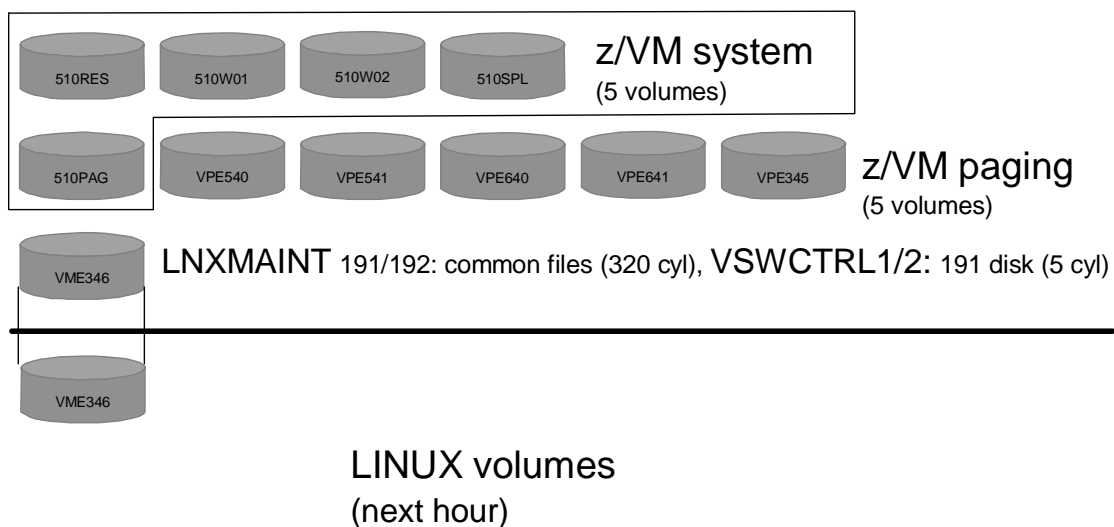 510RES 510W01 510W02 510SPL z/VM system
(5 volumes)
510PAG VPE540 VPE541 VPE640 VPE641 VPE345 z/VM paging
(5 volumes)
VME346 LNXMAINT 191/192: common files (320 cyl), VSWCTRL1/2: 191 disk (5 cyl)
VME346
LINUX volumes
(next hour)